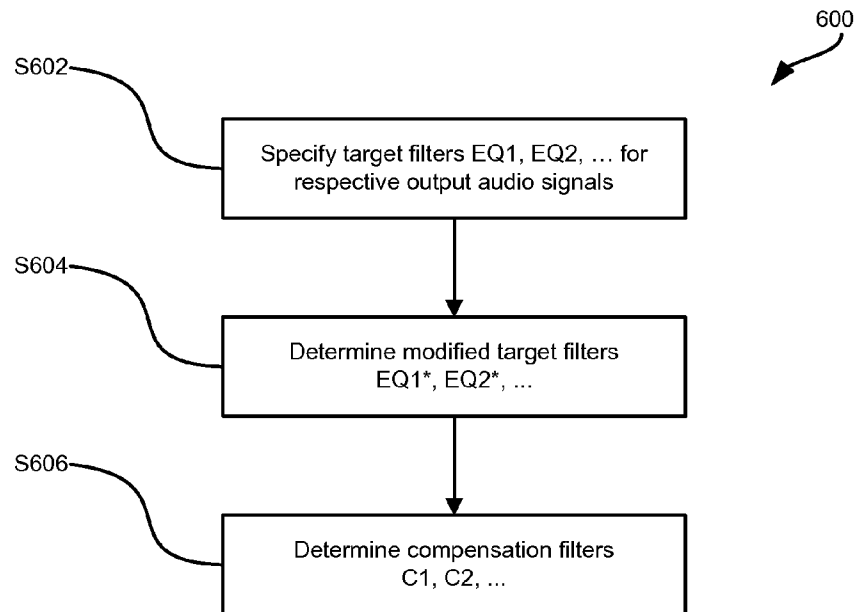 600
S602
Specify target filters EQ1, EQ2, ... for
respective output audio signals
S604
Determine modified target filters
EQ1*, EQ2*, ...
S606
Determine compensation filters
C1, C2, ...